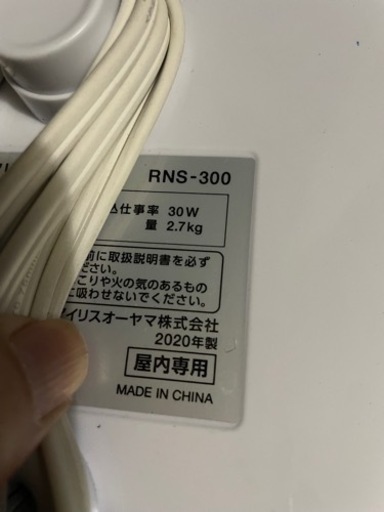 RNS-300
込仕事率 30W
量 2.7kg
前に取扱説明書を必ず
ださい。
こりや火の気のあるもの
に吸わせないでください。
アイリスオーヤマ株式会社
2020年製
屋内専用
MADE IN CHINA